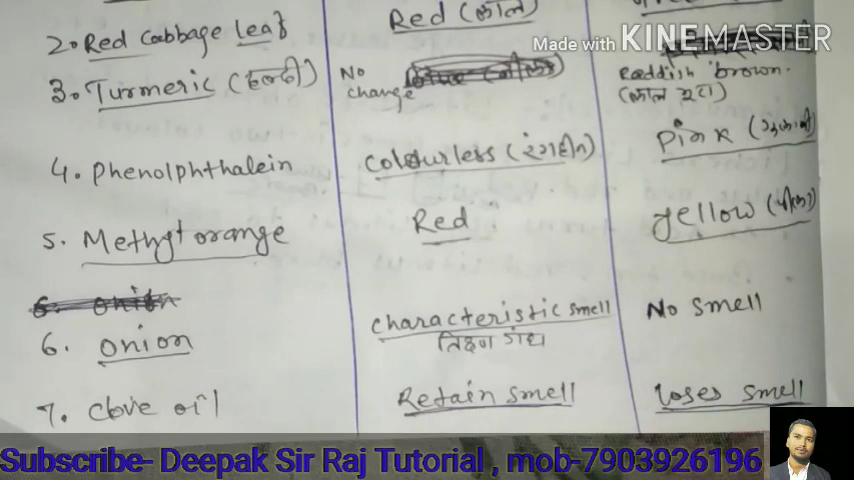 2. Red Cabbage leaf Red (लाल)
Made with KINEMASTER
3. Turmeric (हल्दी) No change Reddish brown. (लाल भूरा)
4. Phenolphthalein Colourless (रंगहीन) Pink (गुलाबी)
5. Methyl orange Red yellow (पीला)
6. onion characteristic smell No smell
तिक्ष्ण गंध
7. clove oil Retain smell loses smell
Subscribe- Deepak Sir Raj Tutorial , mob-7903926196